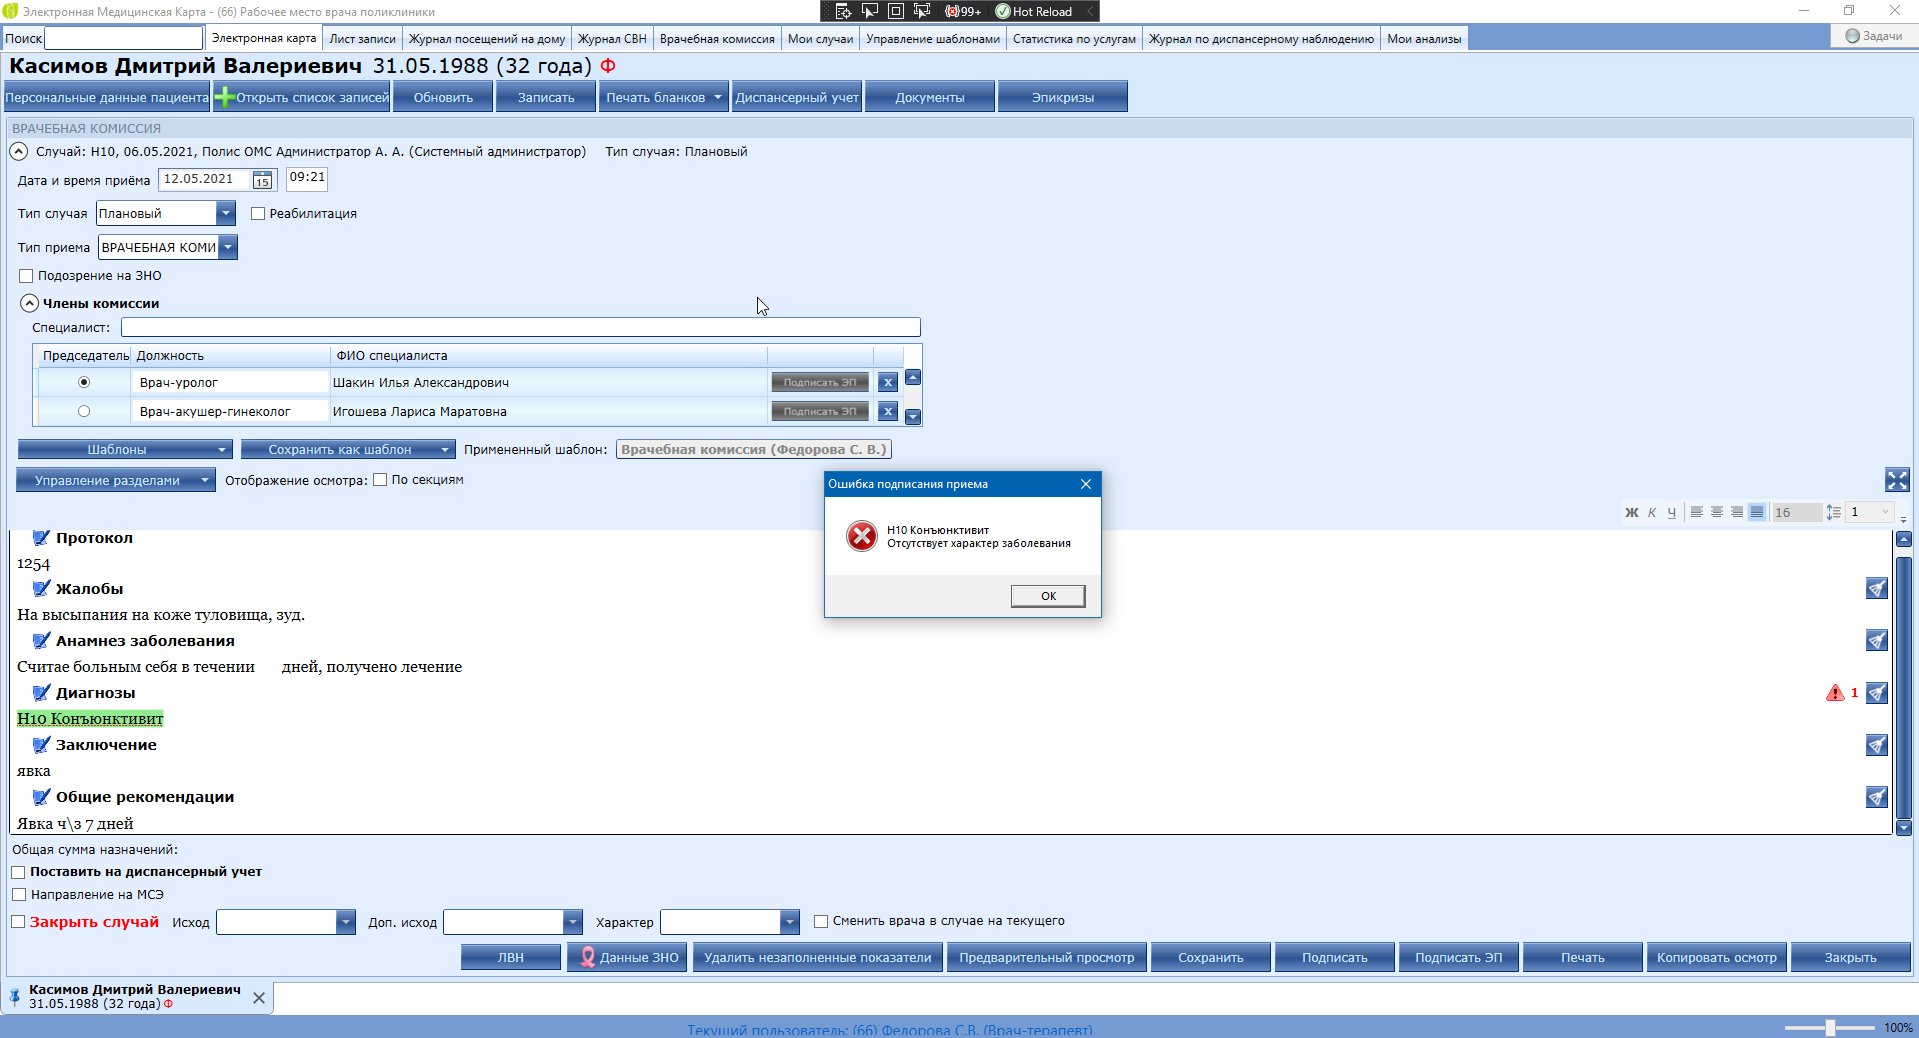 Электронная Медицинская Карта - (66) Рабочее место врача поликлиники
99+ Hot Reload
Поиск Электронная карта Лист записи Журнал посещений на дому Журнал СВН Врачебная комиссия Мои случаи Управление шаблонами Статистика по услугам Журнал по диспансерному наблюдению Мои анализы Задачи
Касимов Дмитрий Валериевич 31.05.1988 (32 года) Ф
Персональные данные пациента Открыть список записей Обновить Записать Печать бланков Диспансерный учет Документы Эпикризы
ВРАЧЕБНАЯ КОМИССИЯ
Случай: H10, 06.05.2021, Полис ОМС Администратор А. А. (Системный администратор) Тип случая: Плановый
Дата и время приёма 12.05.2021 15 09:21
Тип случая Плановый Реабилитация
Тип приема ВРАЧЕБНАЯ КОМИ
Подозрение на ЗНО
Члены комиссии
Специалист:
Председатель Должность ФИО специалиста
Врач-уролог Шакин Илья Александрович Подписать ЭП x
Врач-акушер-гинеколог Игошева Лариса Маратовна Подписать ЭП x
Шаблоны Сохранить как шаблон Примененный шаблон: Врачебная комиссия (Федорова С. В.)
Управление разделами Отображение осмотра: По секциям
Ж К Ч 16 1
Ошибка подписания приема
H10 Конъюнктивит
Отсутствует характер заболевания
ОК
Протокол
1254
Жалобы
На высыпания на коже туловища, зуд.
Анамнез заболевания
Считае больным себя в течении дней, получено лечение
Диагнозы
1
H10 Конъюнктивит
Заключение
явка
Общие рекомендации
Явка ч\з 7 дней
Общая сумма назначений:
Поставить на диспансерный учет
Направление на МСЭ
Закрыть случай Исход Доп. исход Характер Сменить врача в случае на текущего
ЛВН Данные ЗНО Удалить незаполненные показатели Предварительный просмотр Сохранить Подписать Подписать ЭП Печать Копировать осмотр Закрыть
Касимов Дмитрий Валериевич
31.05.1988 (32 года) Ф
Текущий пользователь: (66) Федорова С.В. (Врач-терапевт)
100%